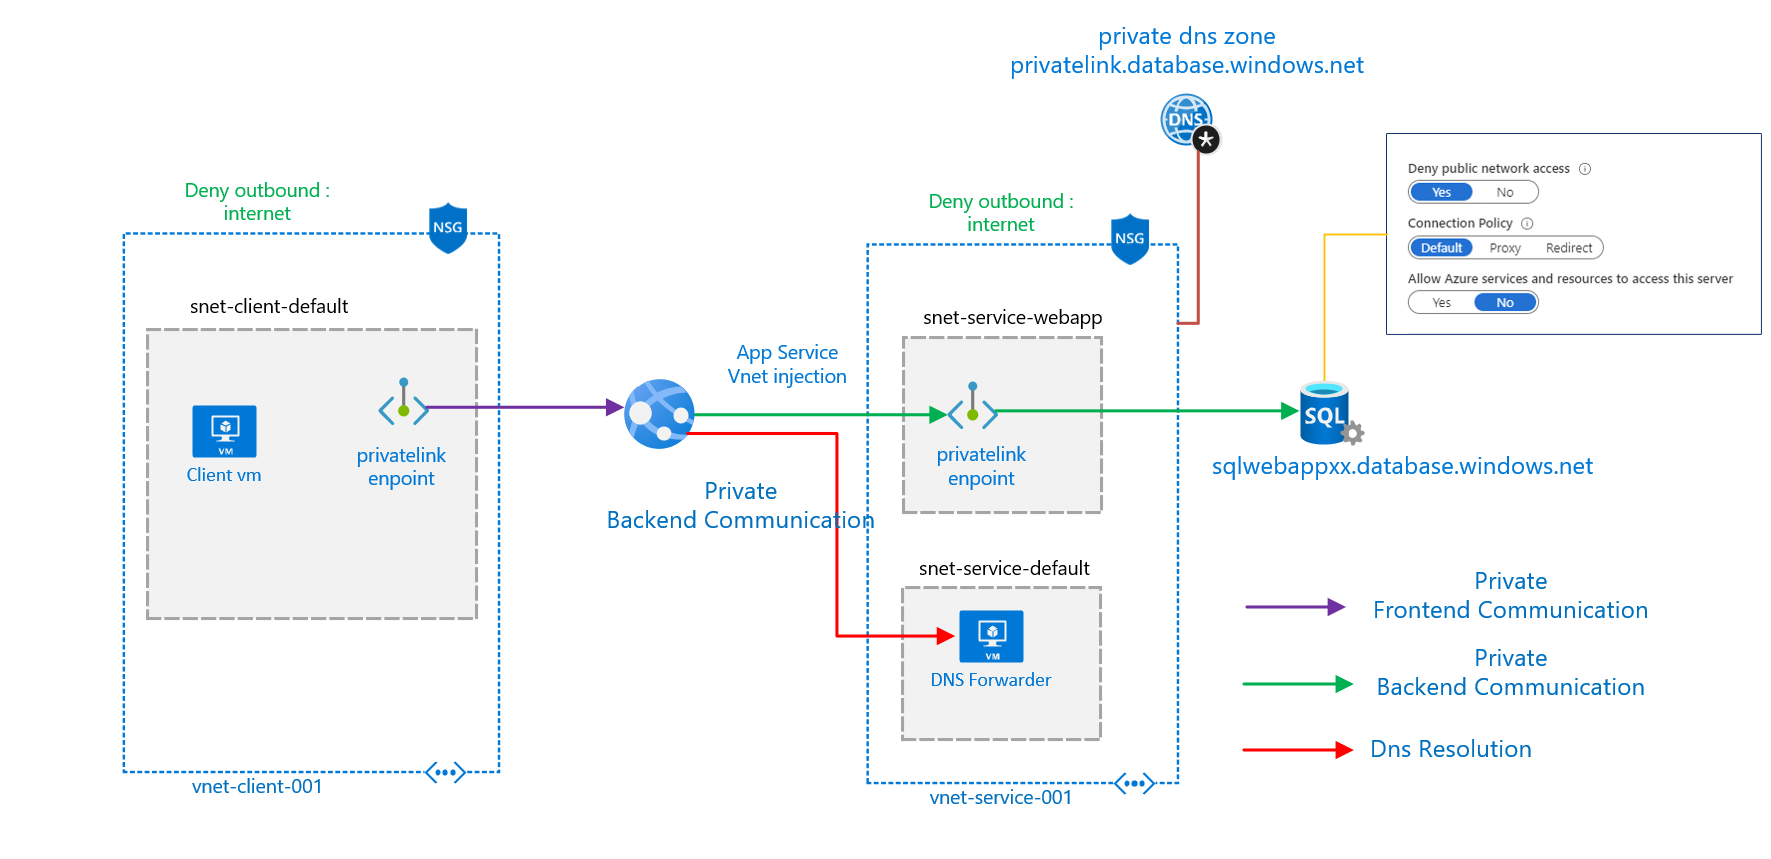 private dns zone
privatelink.database.windows.net
DNS
*
Deny public network access
Yes No
Connection Policy
Default Proxy Redirect
Allow Azure services and resources to access this server
Yes No
Deny outbound :
internet
NSG
Deny outbound :
internet
NSG
snet-client-default
VM
Client vm
privatelink
enpoint
vnet-client-001
App Service
Vnet injection
Private
Backend Communication
snet-service-webapp
privatelink
enpoint
snet-service-default
VM
DNS Forwarder
vnet-service-001
SQL
sqlwebappxx.database.windows.net
Private
Frontend Communication
Private
Backend Communication
Dns Resolution